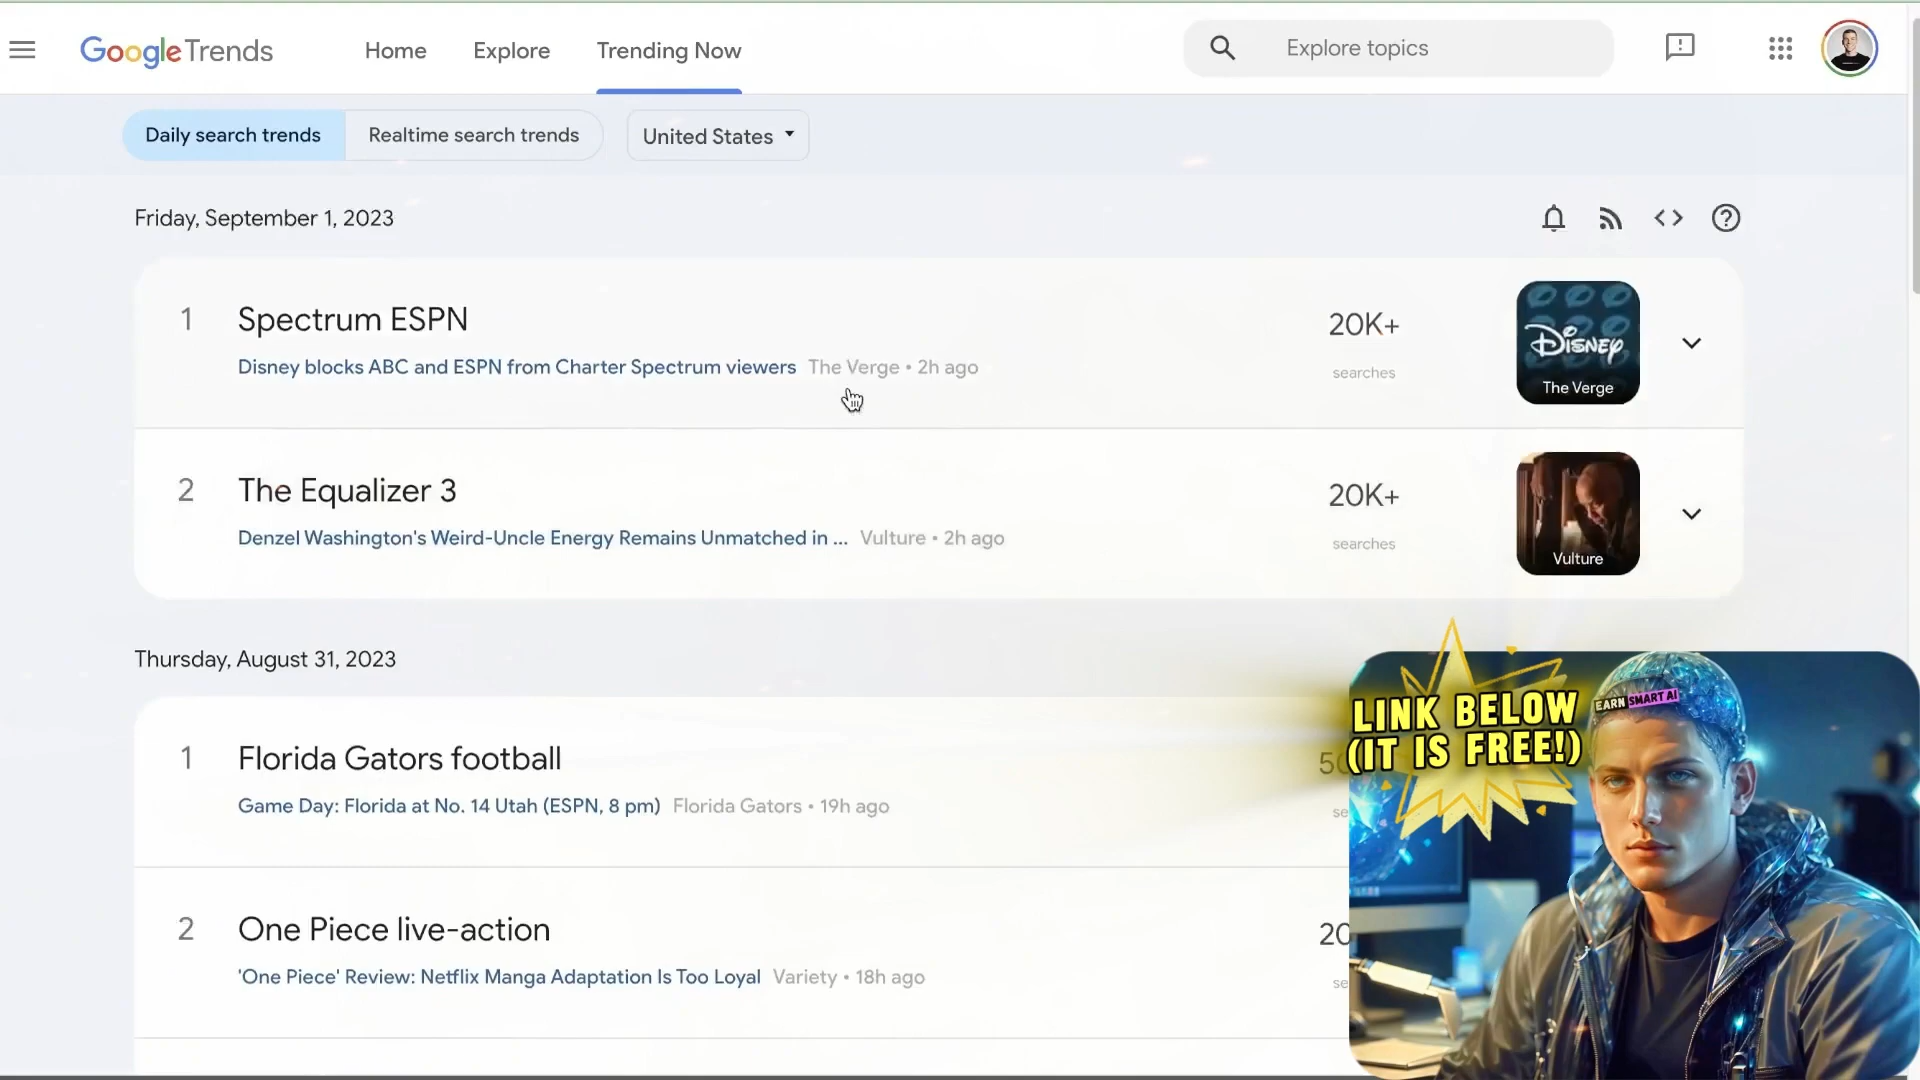 Google Trends
Home
Explore
Trending Now
Explore topics
Daily search trends
Realtime search trends
United States
Friday, September 1, 2023
1
Spectrum ESPN
Disney blocks ABC and ESPN from Charter Spectrum viewers The Verge • 2h ago
20K+
searches
Disney
The Verge
2
The Equalizer 3
Denzel Washington's Weird-Uncle Energy Remains Unmatched in ... Vulture • 2h ago
20K+
searches
Vulture
Thursday, August 31, 2023
1
Florida Gators football
Game Day: Florida at No. 14 Utah (ESPN, 8 pm) Florida Gators • 19h ago
2
One Piece live-action
'One Piece' Review: Netflix Manga Adaptation Is Too Loyal Variety • 18h ago
20
LINK BELOW
(IT IS FREE!)
EARN SMART AI